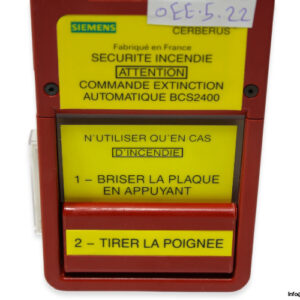 OEE.5.22
SIEMENS CERBERUS
Fabriqué en France
SECURITE INCENDIE
ATTENTION
COMMANDE EXTINCTION
AUTOMATIQUE BCS2400
N'UTILISER QU'EN CAS
D'INCENDIE
1 – BRISER LA PLAQUE
EN APPUYANT
2 – TIRER LA POIGNEE